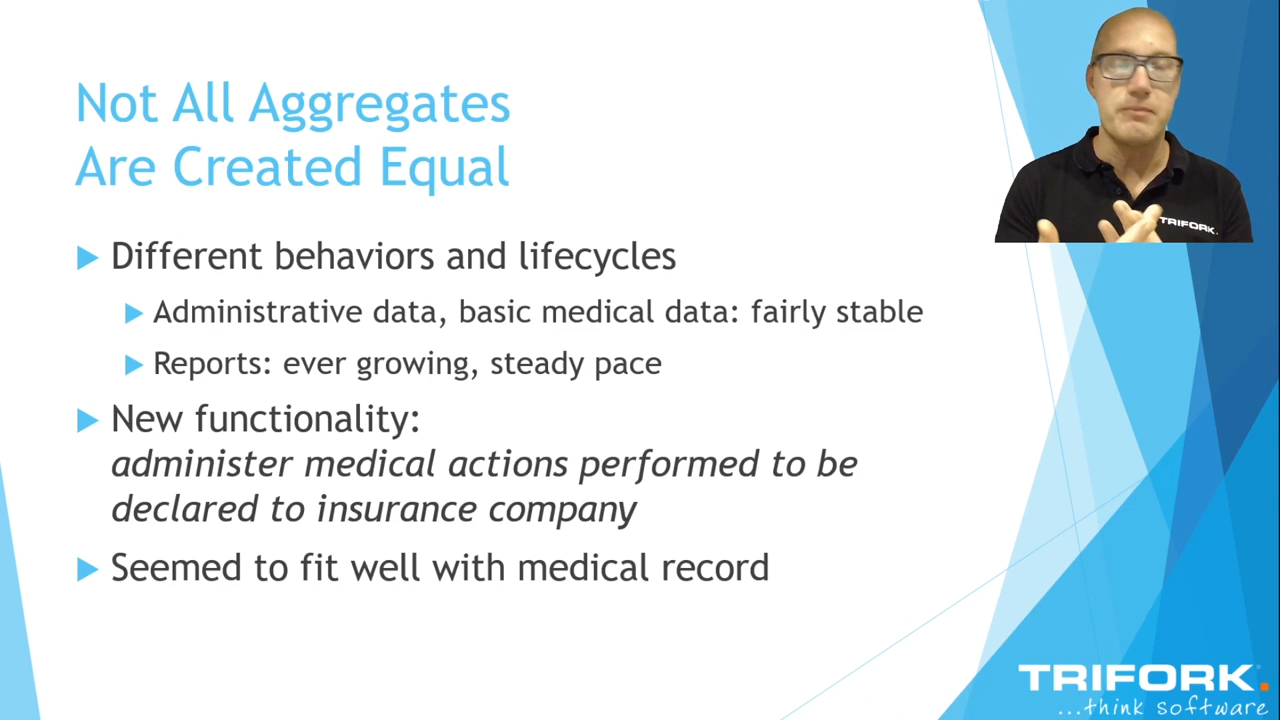 Not All Aggregates
Are Created Equal
Different behaviors and lifecycles
Administrative data, basic medical data: fairly stable
Reports: ever growing, steady pace
New functionality:
administer medical actions performed to be
declared to insurance company
Seemed to fit well with medical record
TRIFORK.
TRIFORK.
...think software